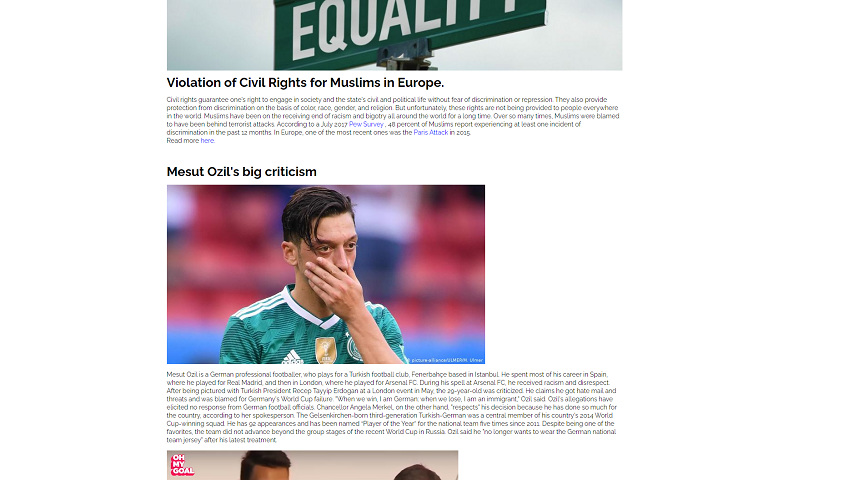 EQUALITY
Violation of Civil Rights for Muslims in Europe.
Civil rights guarantee one's right to engage in society and the state's civil and political life without fear of discrimination or repression. They also provide
protection from discrimination on the basis of color, race, gender, and religion. But unfortunately, these rights are not being provided to people everywhere
in the world. Muslims have been on the receiving end of racism and bigotry all around the world for a long time. Over so many times, Muslims were blamed
to have been behind terrorist attacks. According to a July 2017 Pew Survey , 48 percent of Muslims report experiencing at least one incident of
discrimination in the past 12 months. In Europe, one of the most recent ones was the Paris Attack in 2015.
Read more here.
Mesut Ozil's big criticism
picture-alliance/ULMER/M. Ulmer
Mesut Ozil is a German professional footballer, who plays for a Turkish football club, Fenerbahçe based in Istanbul. He spent most of his career in Spain,
where he played for Real Madrid, and then in London, where he played for Arsenal FC. During his spell at Arsenal FC, he received racism and disrespect.
After being pictured with Turkish President Recep Tayyip Erdogan at a London event in May, the 29-year-old was criticized. He claims he got hate mail and
threats and was blamed for Germany's World Cup failure. "When we win, I am German; when we lose, I am an immigrant," Ozil said. Ozil's allegations have
elicited no response from German football officials. Chancellor Angela Merkel, on the other hand, "respects" his decision because he has done so much for
the country, according to her spokesperson. The Gelsenkirchen-born third-generation Turkish-German was a central member of his country's 2014 World
Cup-winning squad. He has 92 appearances and has been named "Player of the Year" for the national team five times since 2011. Despite being one of the
favorites, the team did not advance beyond the group stages of the recent World Cup in Russia. Ozil said he "no longer wants to wear the German national
team jersey" after his latest treatment.
OH
MY
GOAL